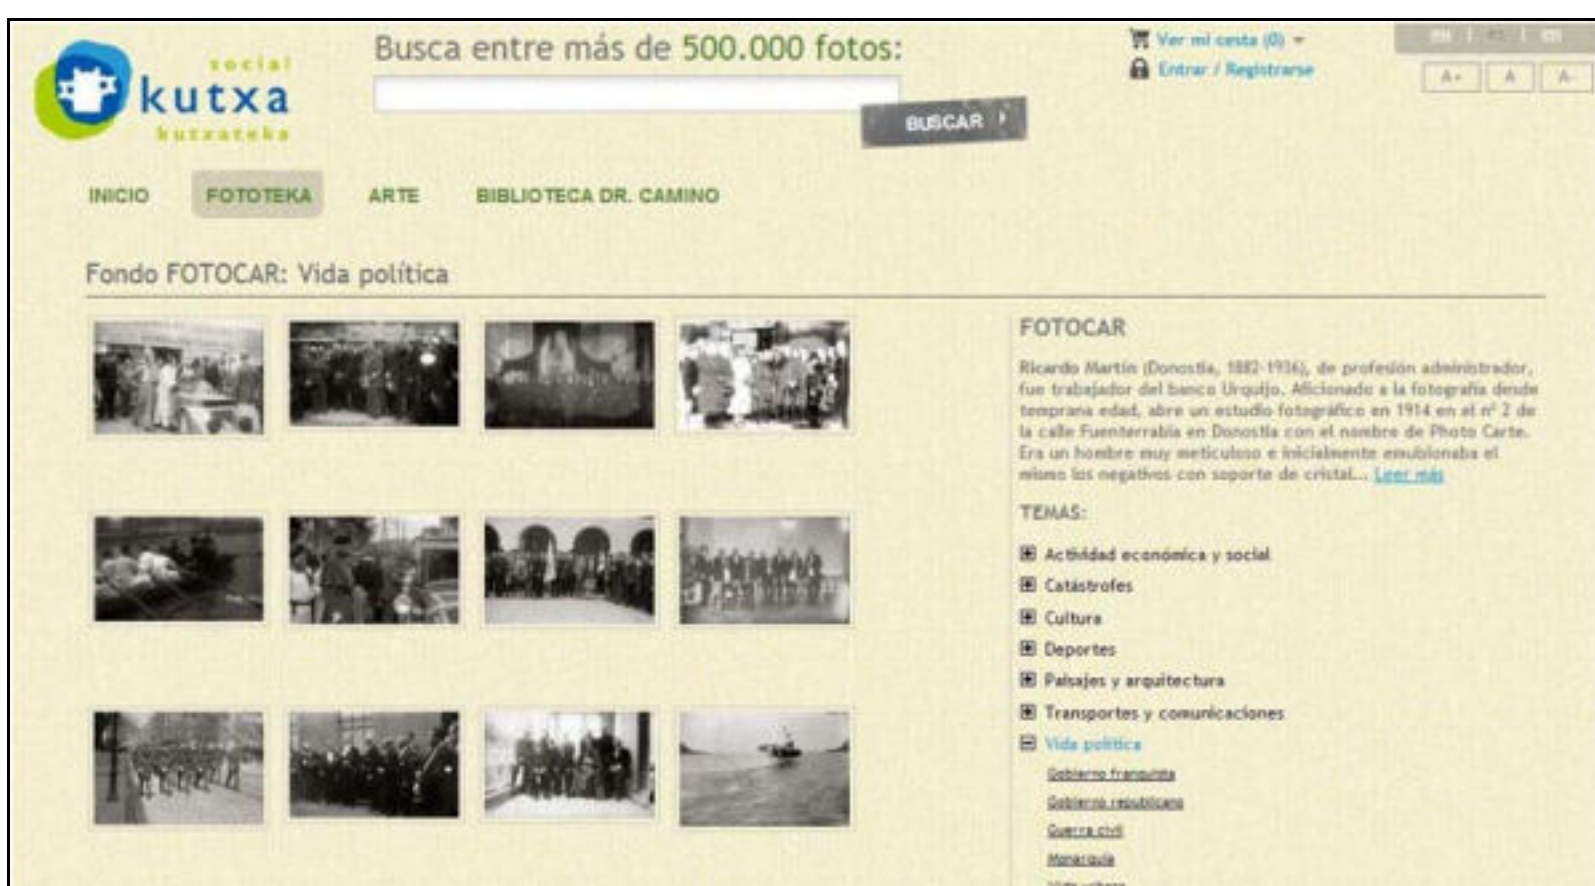 social
kutxa
kutxateka
Busca entre más de 500.000 fotos:
BUSCAR
Ver mi cesta (0)
Entrar / Registrarse
eu | es | en
A+ A A-
INICIO FOTOTEKA ARTE BIBLIOTECA DR. CAMINO
Fondo FOTOCAR: Vida política
FOTOCAR
Ricardo Martín (Donostia, 1882-1936), de profesión administrador,
fue trabajador del banco Urquijo. Aficionado a la fotografía desde
temprana edad, abre un estudio fotográfico en 1914 en el nº 2 de
la calle Fuenterrabia en Donostia con el nombre de Photo Carte.
Era un hombre muy meticuloso e inicialmente emulsionaba el
mismo los negativos con soporte de cristal... Leer más
TEMAS:
Actividad económica y social
Catástrofes
Cultura
Deportes
Paisajes y arquitectura
Transportes y comunicaciones
Vida política
Gobierno franquista
Gobierno republicano
Guerra civil
Monarquía